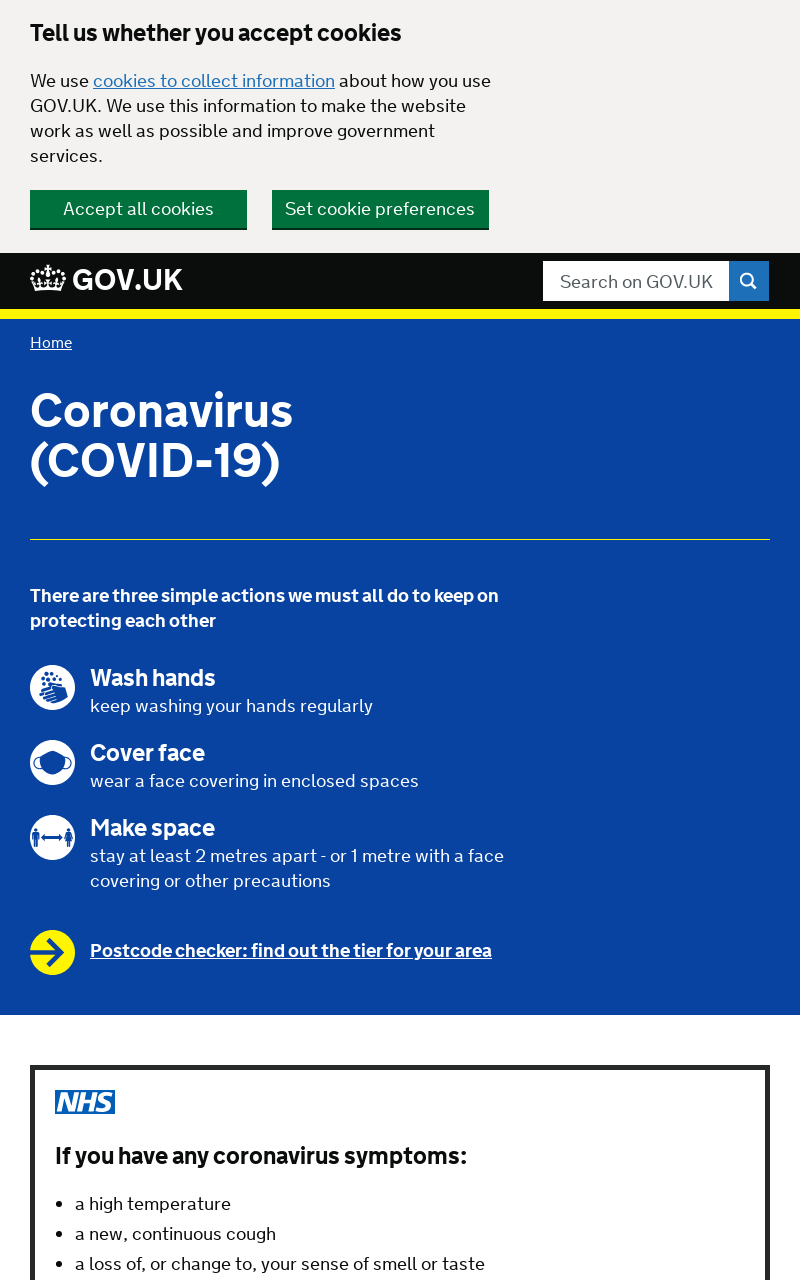 Tell us whether you accept cookies
We use cookies to collect information about how you use
GOV.UK. We use this information to make the website
work as well as possible and improve government
services.
Accept all cookies
Set cookie preferences
GOV.UK
Search on GOV.UK
Home
Coronavirus
(COVID-19)
There are three simple actions we must all do to keep on
protecting each other
Wash hands
keep washing your hands regularly
Cover face
wear a face covering in enclosed spaces
Make space
stay at least 2 metres apart - or 1 metre with a face
covering or other precautions
Postcode checker: find out the tier for your area
NHS
If you have any coronavirus symptoms:
• a high temperature
• a new, continuous cough
• a loss of, or change to, your sense of smell or taste